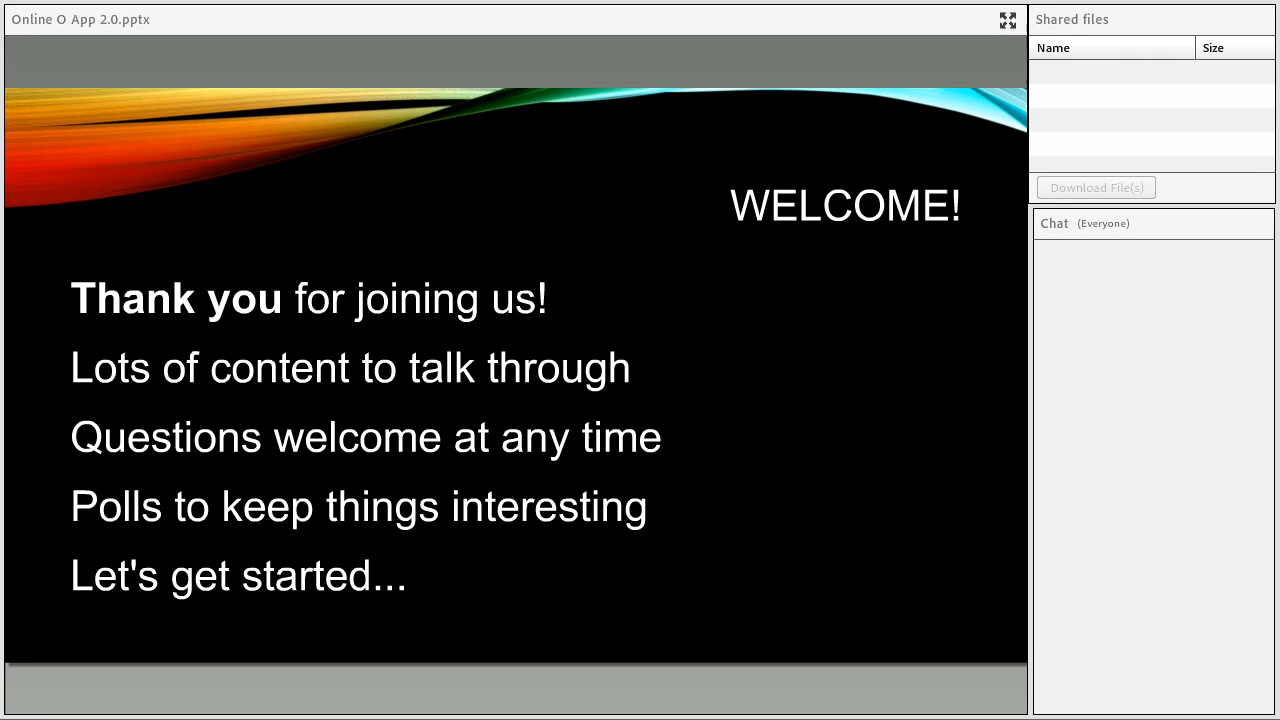 Online O App 2.0.pptx
Shared files
Name Size
Download File(s)
Chat (Everyone)
WELCOME!
Thank you for joining us!
Lots of content to talk through
Questions welcome at any time
Polls to keep things interesting
Let's get started...